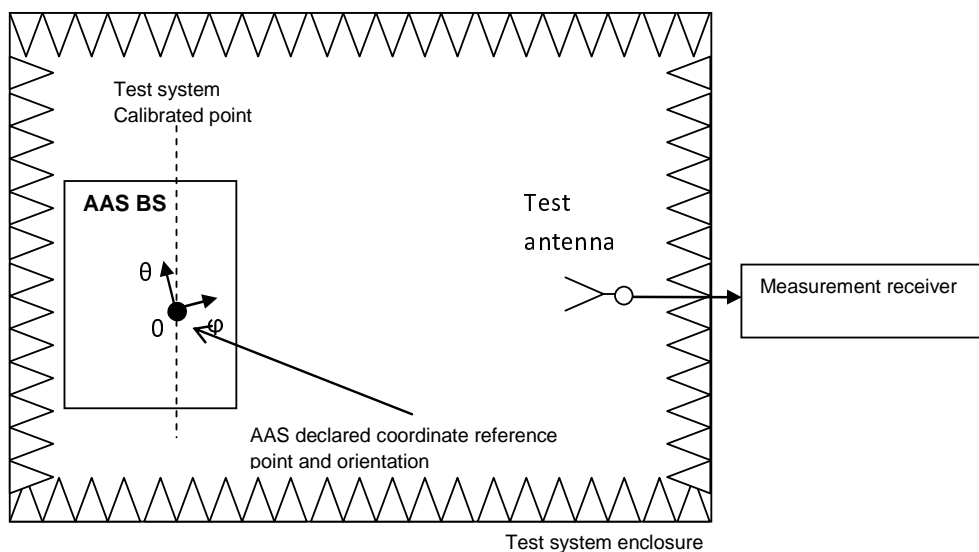 Test system
Calibrated point
AAS BS
Test
antenna
θ
0
φ
Measurement receiver
AAS declared coordinate reference
point and orientation
Test system enclosure